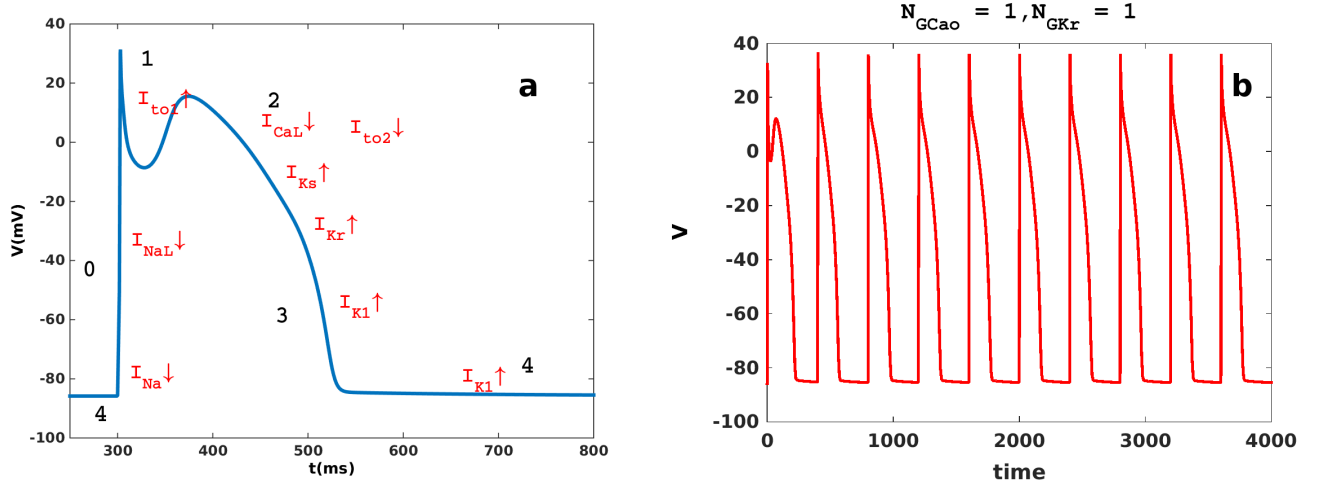 40
20
0
-20
-40
-60
-80
-100
V(mV)
300
400
500
600
700
800
t(ms)
a
1
I_to1↑
2
I_CaL↓
I_to2↓
I_Ks↑
I_Kr↑
I_NaL↓
0
I_K1↑
3
I_Na↓
4
I_K1↑
4
N_GCao = 1,N_GKr = 1
40
20
0
-20
-40
-60
-80
-100
V
b
0
1000
2000
3000
4000
time